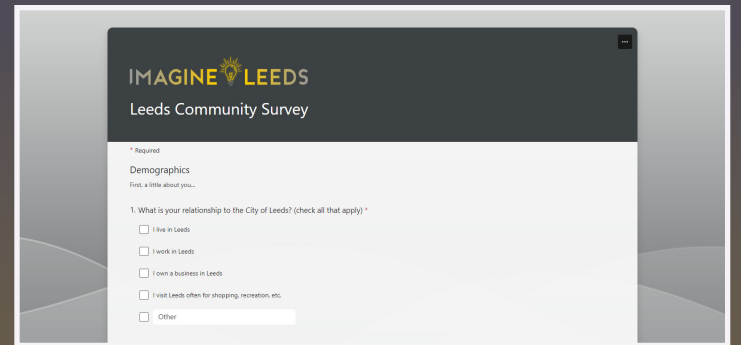 IMAGINE LEEDS
Leeds Community Survey
* Required
Demographics
First, a little about you...
1. What is your relationship to the City of Leeds? (check all that apply) *
I live in Leeds
I work in Leeds
I own a business in Leeds
I visit Leeds often for shopping, recreation, etc.
Other